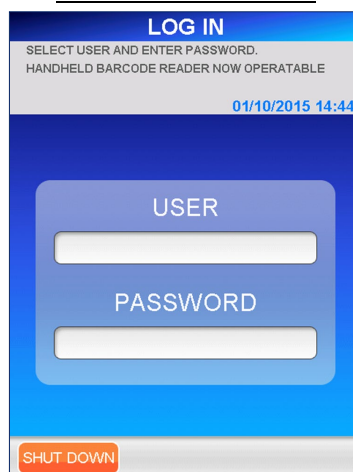 LOG IN
SELECT USER AND ENTER PASSWORD.
HANDHELD BARCODE READER NOW OPERATABLE
01/10/2015 14:44
USER
PASSWORD
SHUT DOWN